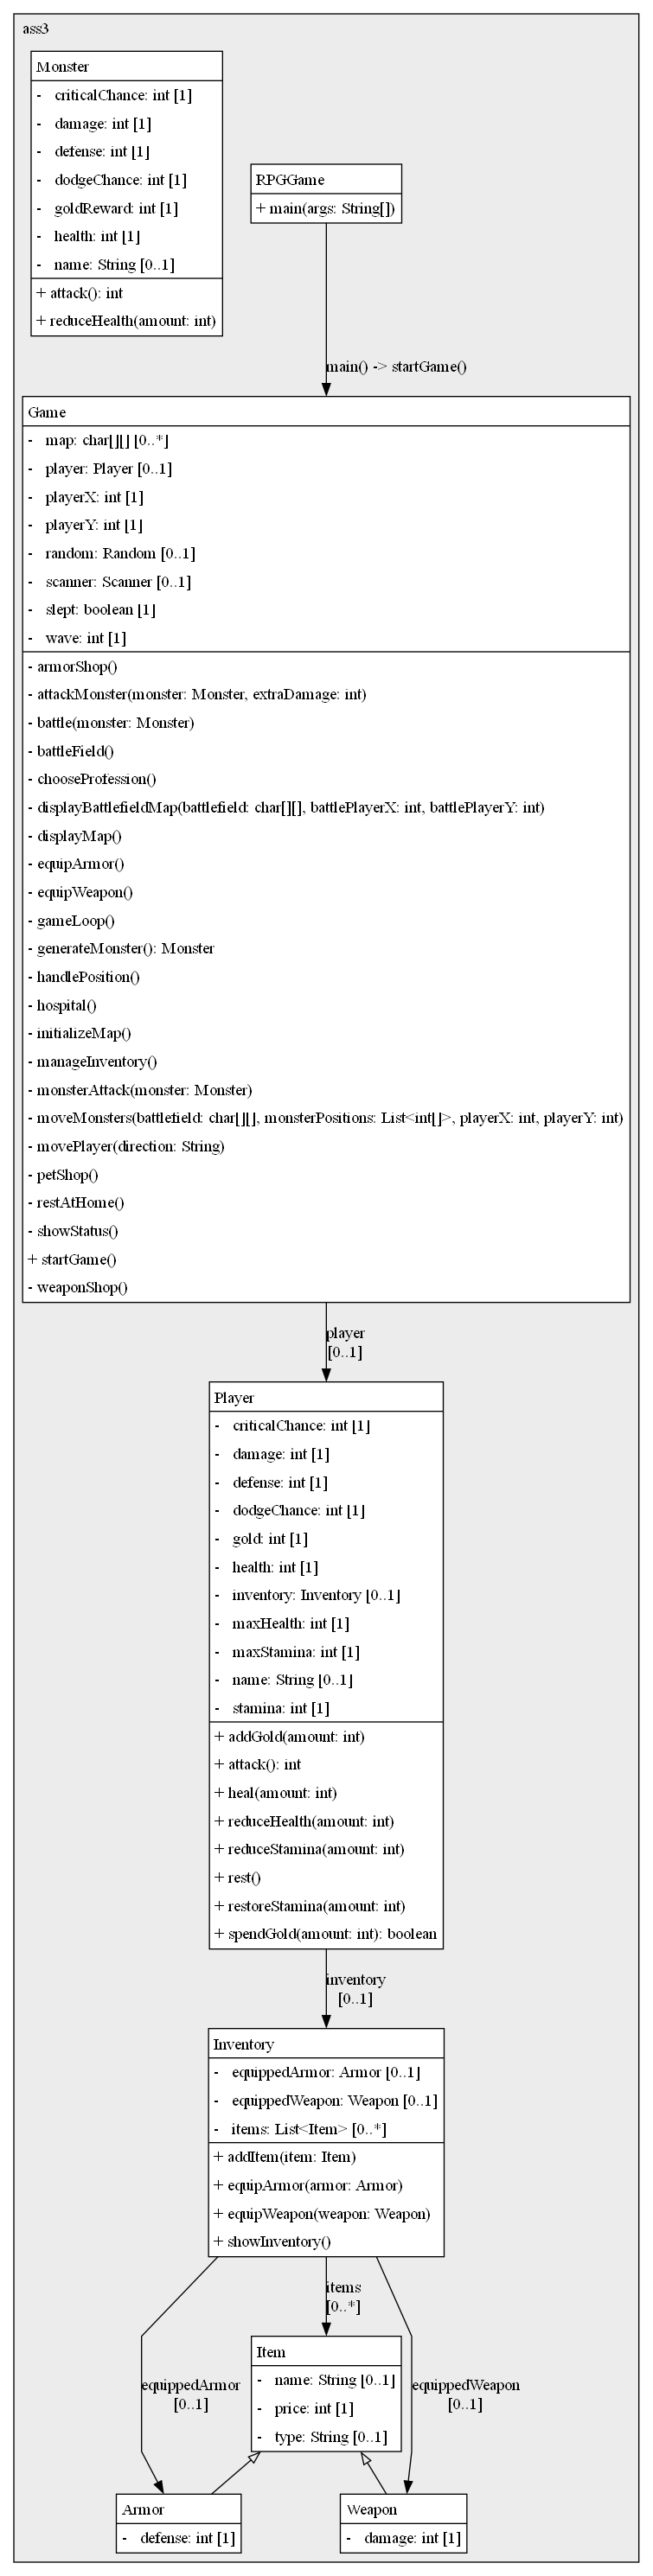 ass3
Monster
- criticalChance: int [1]
- damage: int [1]
- defense: int [1]
- dodgeChance: int [1]
- goldReward: int [1]
- health: int [1]
- name: String [0..1]
+ attack(): int
+ reduceHealth(amount: int)
RPGGame
+ main(args: String[])
main() -> startGame()
Game
- map: char[][] [0..*]
- player: Player [0..1]
- playerX: int [1]
- playerY: int [1]
- random: Random [0..1]
- scanner: Scanner [0..1]
- slept: boolean [1]
- wave: int [1]
- armorShop()
- attackMonster(monster: Monster, extraDamage: int)
- battle(monster: Monster)
- battleField()
- chooseProfession()
- displayBattlefieldMap(battlefield: char[][], battlePlayerX: int, battlePlayerY: int)
- displayMap()
- equipArmor()
- equipWeapon()
- gameLoop()
- generateMonster(): Monster
- handlePosition()
- hospital()
- initializeMap()
- manageInventory()
- monsterAttack(monster: Monster)
- moveMonsters(battlefield: char[][], monsterPositions: List<int[]>, playerX: int, playerY: int)
- movePlayer(direction: String)
- petShop()
- restAtHome()
- showStatus()
+ startGame()
- weaponShop()
player
[0..1]
Player
- criticalChance: int [1]
- damage: int [1]
- defense: int [1]
- dodgeChance: int [1]
- gold: int [1]
- health: int [1]
- inventory: Inventory [0..1]
- maxHealth: int [1]
- maxStamina: int [1]
- name: String [0..1]
- stamina: int [1]
+ addGold(amount: int)
+ attack(): int
+ heal(amount: int)
+ reduceHealth(amount: int)
+ reduceStamina(amount: int)
+ rest()
+ restoreStamina(amount: int)
+ spendGold(amount: int): boolean
inventory
[0..1]
Inventory
- equippedArmor: Armor [0..1]
- equippedWeapon: Weapon [0..1]
- items: List<Item> [0..*]
+ addItem(item: Item)
+ equipArmor(armor: Armor)
+ equipWeapon(weapon: Weapon)
+ showInventory()
items
[0..*]
Item
- name: String [0..1]
- price: int [1]
- type: String [0..1]
equippedArmor
[0..1]
equippedWeapon
[0..1]
Armor
- defense: int [1]
Weapon
- damage: int [1]